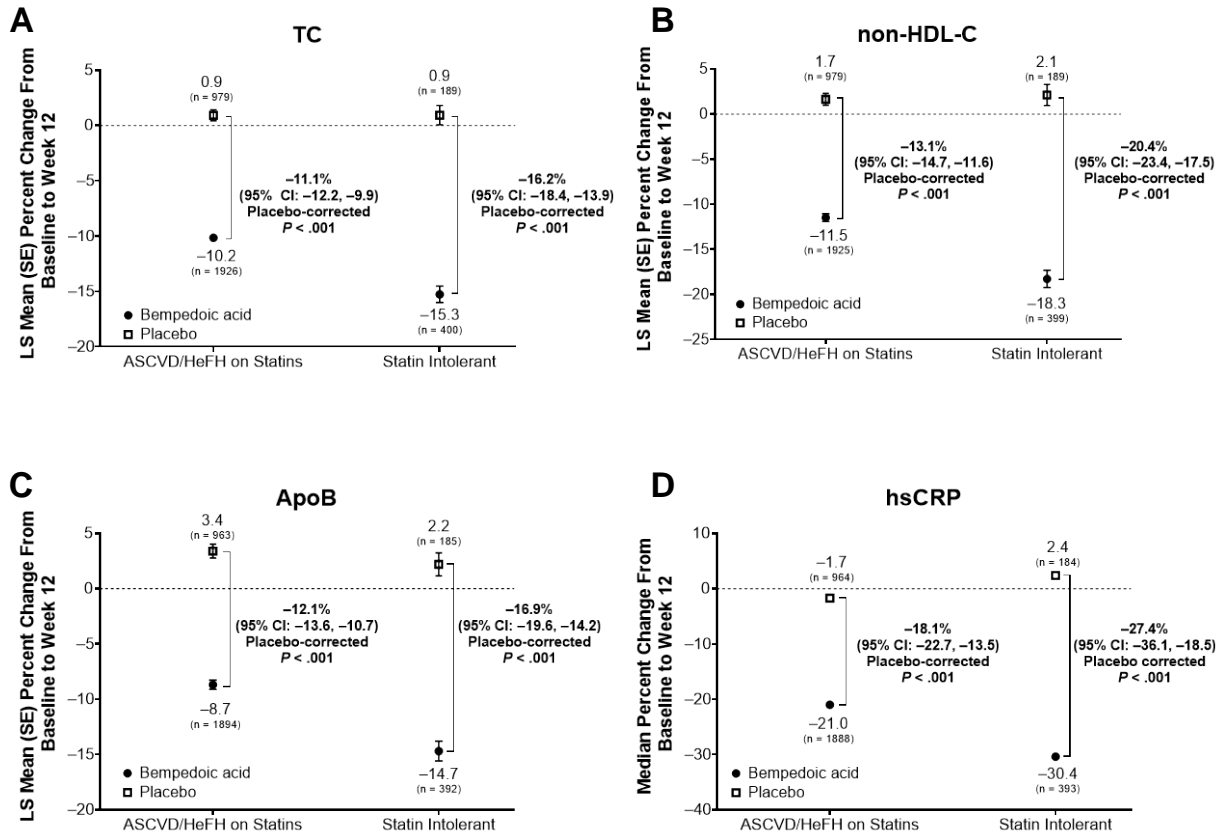 A
TC
LS Mean (SE) Percent Change From
Baseline to Week 12
5
0
–5
–10
–15
–20
0.9
(n = 979)
0.9
(n = 189)
–11.1%
(95% CI: –12.2, –9.9)
Placebo-corrected
P < .001
–16.2%
(95% CI: –18.4, –13.9)
Placebo-corrected
P < .001
–10.2
(n = 1926)
–15.3
(n = 400)
Bempedoic acid
Placebo
ASCVD/HeFH on Statins
Statin Intolerant
B
non-HDL-C
LS Mean (SE) Percent Change From
Baseline to Week 12
5
0
–5
–10
–15
–20
–25
1.7
(n = 979)
2.1
(n = 189)
–13.1%
(95% CI: –14.7, –11.6)
Placebo-corrected
P < .001
–20.4%
(95% CI: –23.4, –17.5)
Placebo-corrected
P < .001
–11.5
(n = 1925)
–18.3
(n = 399)
Bempedoic acid
Placebo
ASCVD/HeFH on Statins
Statin Intolerant
C
ApoB
LS Mean (SE) Percent Change From
Baseline to Week 12
5
0
–5
–10
–15
–20
3.4
(n = 963)
2.2
(n = 185)
–12.1%
(95% CI: –13.6, –10.7)
Placebo-corrected
P < .001
–16.9%
(95% CI: –19.6, –14.2)
Placebo-corrected
P < .001
–8.7
(n = 1894)
–14.7
(n = 392)
Bempedoic acid
Placebo
ASCVD/HeFH on Statins
Statin Intolerant
D
hsCRP
Median Percent Change From
Baseline to Week 12
10
0
–10
–20
–30
–40
–1.7
(n = 964)
2.4
(n = 184)
–18.1%
(95% CI: –22.7, –13.5)
Placebo-corrected
P < .001
–27.4%
(95% CI: –36.1, –18.5)
Placebo corrected
P < .001
–21.0
(n = 1888)
–30.4
(n = 393)
Bempedoic acid
Placebo
ASCVD/HeFH on Statins
Statin Intolerant